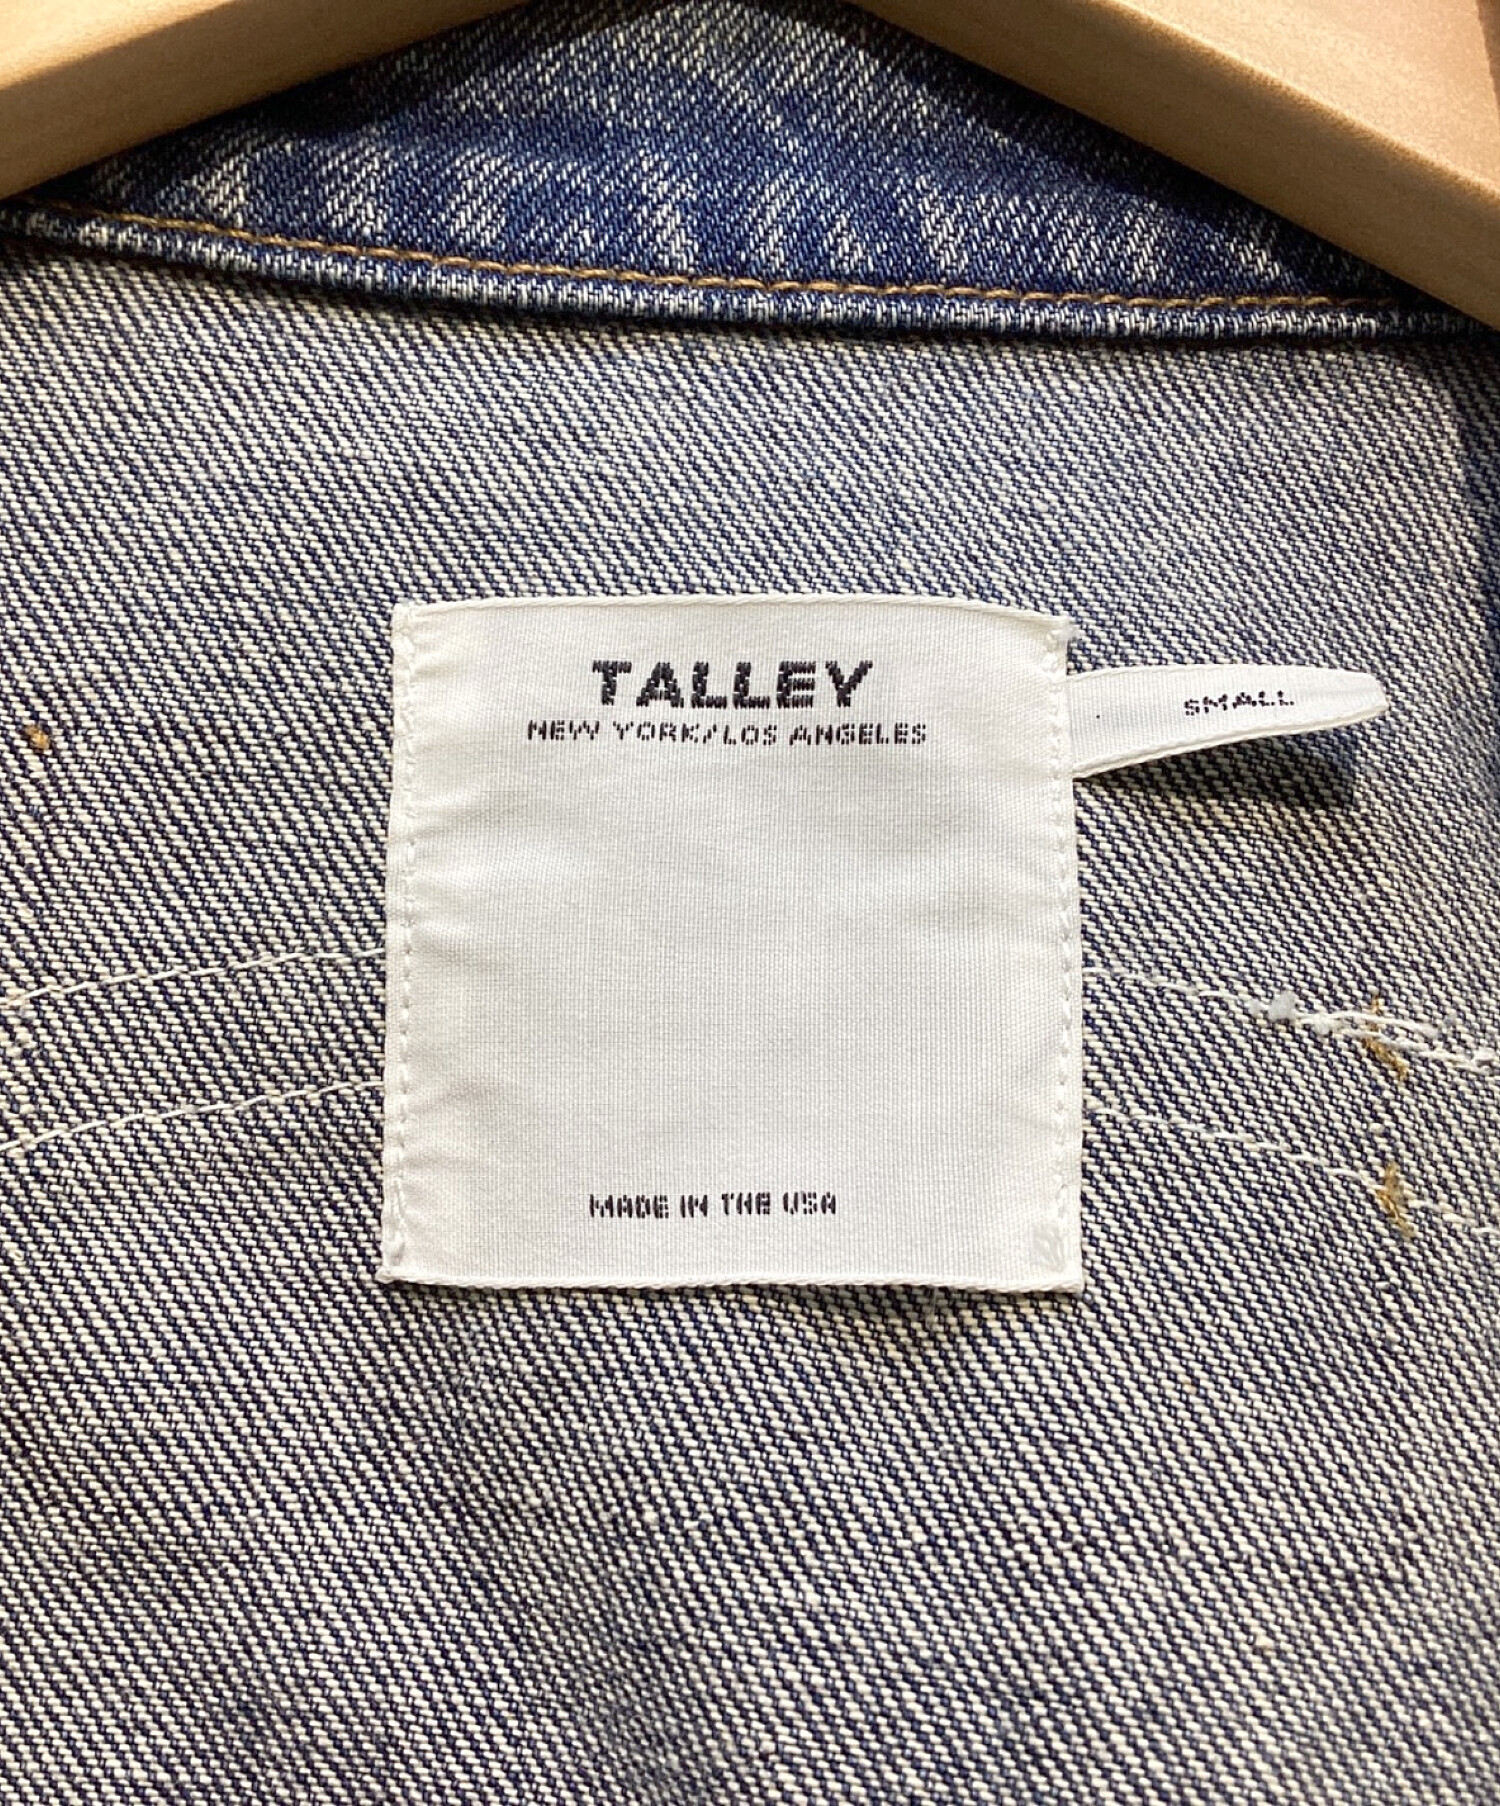 TALLEY
NEW YORK/LOS ANGELES
SMALL
MADE IN THE USA